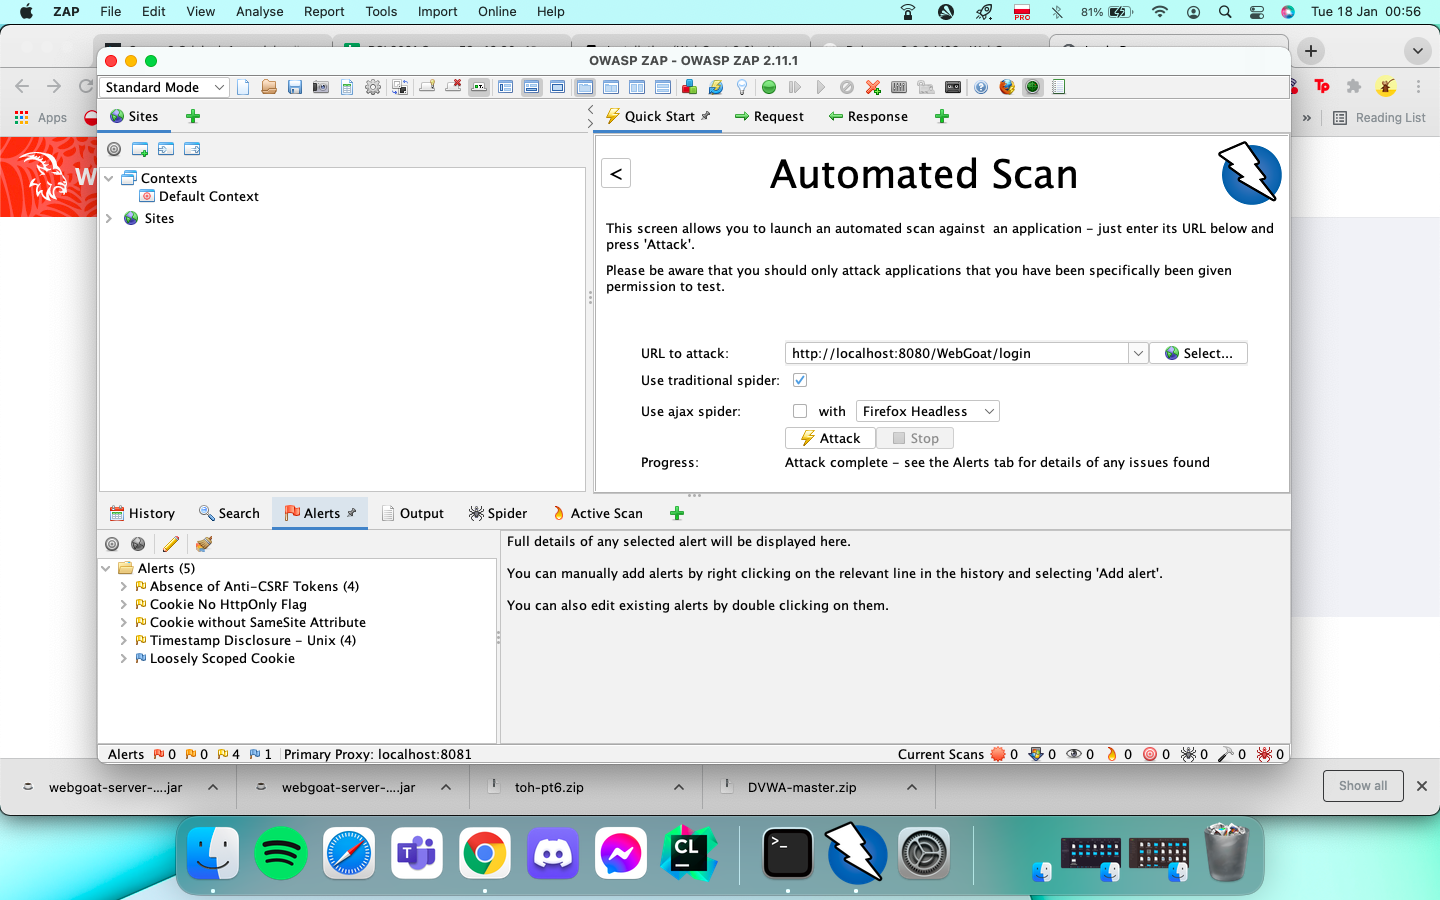 ZAP File Edit View Analyse Report Tools Import Online Help PRO 81% Tue 18 Jan 00:56
OWASP ZAP - OWASP ZAP 2.11.1
Standard Mode
Apps
Tp
» Reading List
Sites
Quick Start Request Response
W
Contexts
Default Context
Sites
<
Automated Scan
This screen allows you to launch an automated scan against an application - just enter its URL below and
press 'Attack'.
Please be aware that you should only attack applications that you have been specifically been given
permission to test.
URL to attack: http://localhost:8080/WebGoat/login Select...
Use traditional spider:
Use ajax spider: with Firefox Headless
Attack Stop
Progress: Attack complete - see the Alerts tab for details of any issues found
History Search Alerts Output Spider Active Scan
Alerts (5)
Absence of Anti-CSRF Tokens (4)
Cookie No HttpOnly Flag
Cookie without SameSite Attribute
Timestamp Disclosure - Unix (4)
Loosely Scoped Cookie
Full details of any selected alert will be displayed here.
You can manually add alerts by right clicking on the relevant line in the history and selecting 'Add alert'.
You can also edit existing alerts by double clicking on them.
Alerts 0 0 4 1 Primary Proxy: localhost:8081 Current Scans 0 0 0 0 0 0 0 0
webgoat-server-....jar webgoat-server-....jar toh-pt6.zip DVWA-master.zip Show all
CL
>_